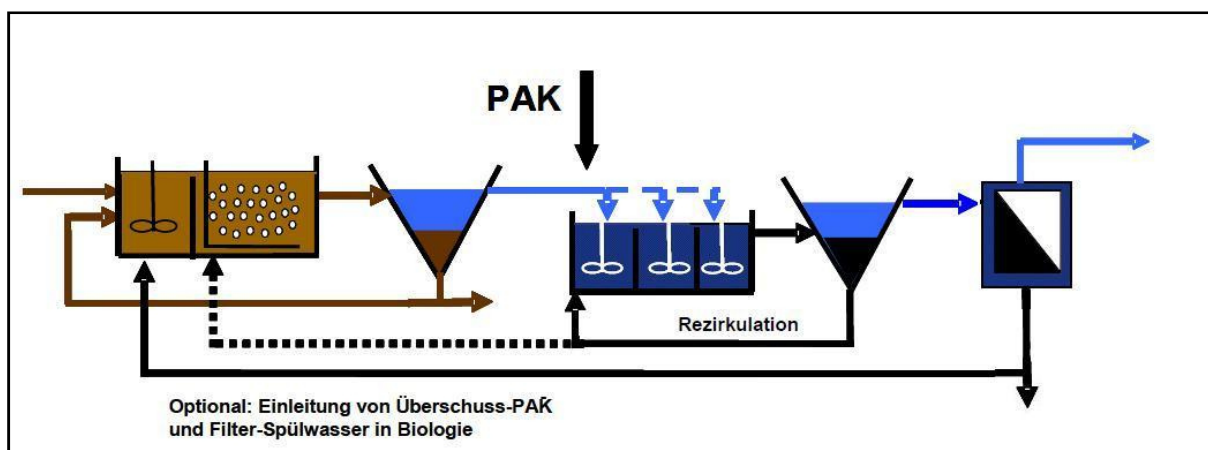 PAK
Rezirkulation
Optional: Einleitung von Überschuss-PAK
und Filter-Spülwasser in Biologie